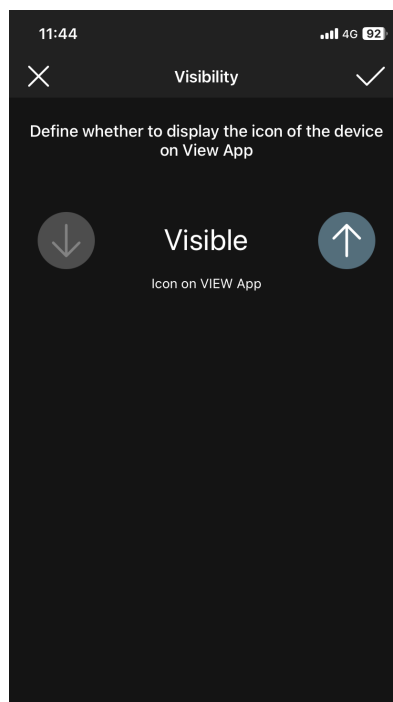 11:44
4G 92
Visibility
Define whether to display the icon of the device
on View App
Visible
Icon on VIEW App